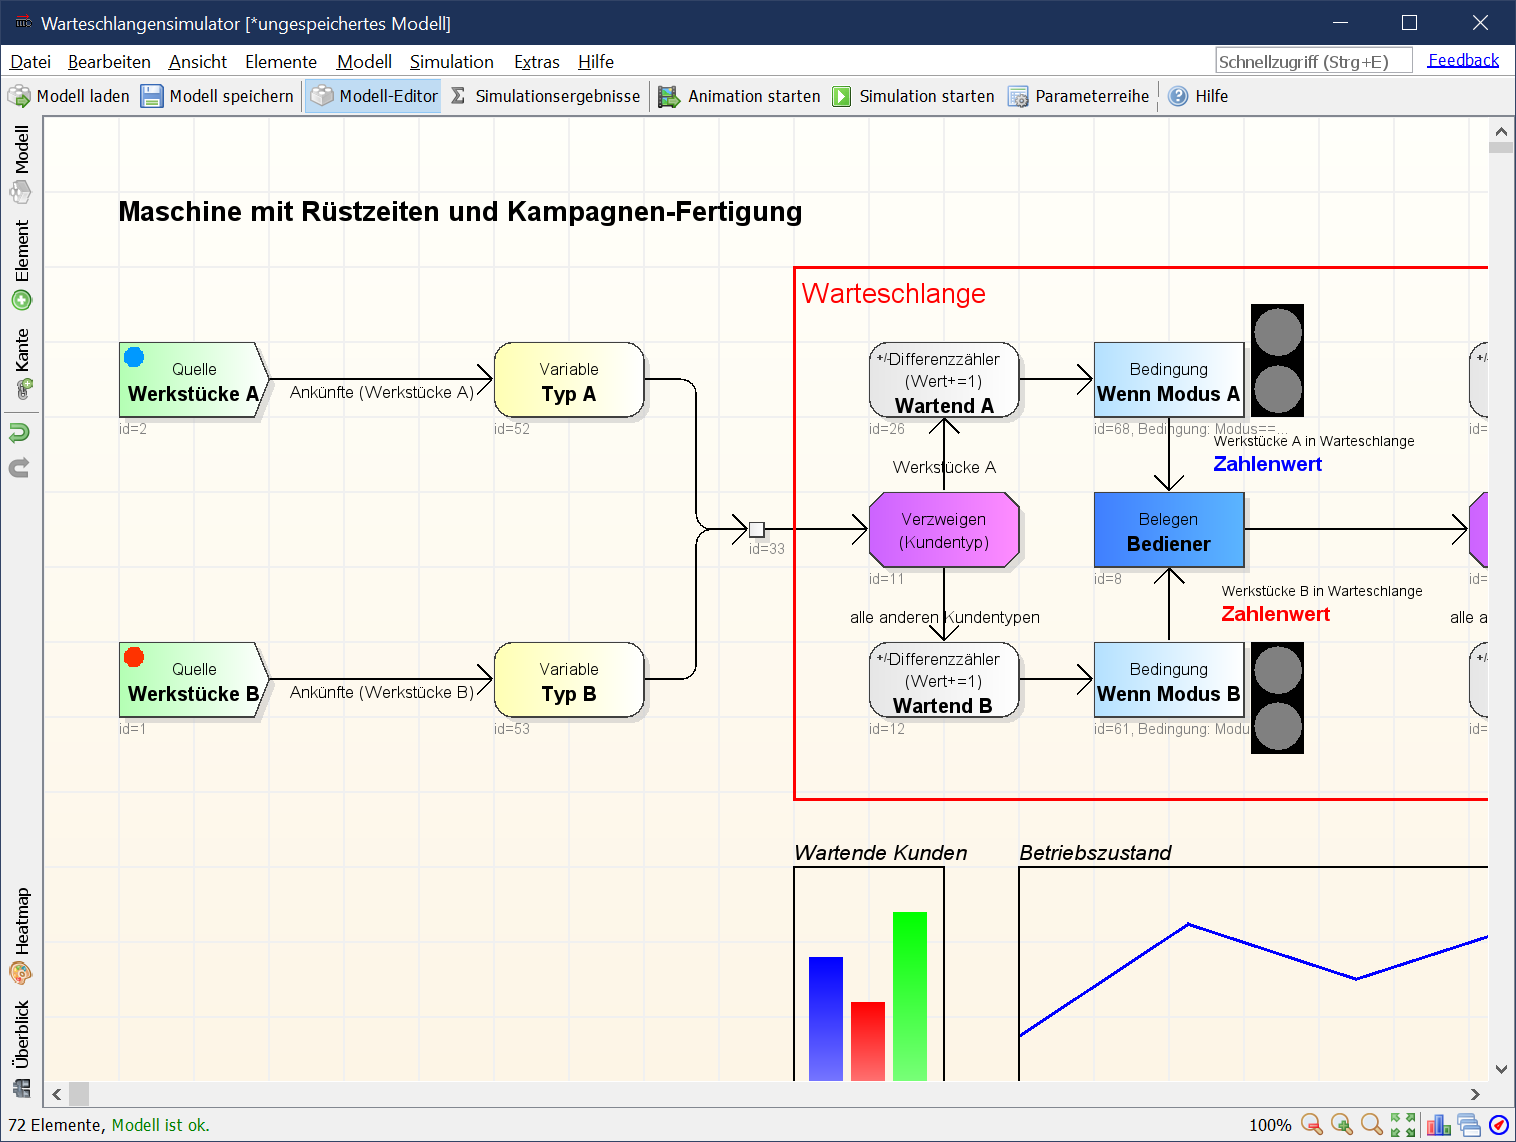 Warteschlangensimulator [*ungespeichertes Modell]
Datei Bearbeiten Ansicht Elemente Modell Simulation Extras Hilfe
Schnellzugriff (Strg+E) Feedback
Modell laden Modell speichern Modell-Editor Σ Simulationsergebnisse Animation starten Simulation starten Parameterreihe Hilfe
Modell
Element
Kante
Heatmap
Überblick
Maschine mit Rüstzeiten und Kampagnen-Fertigung
Warteschlange
Quelle
Werkstücke A
id=2
Ankünfte (Werkstücke A)
Variable
Typ A
id=52
+/-Differenzzähler
(Wert+=1)
Wartend A
id=26
Bedingung
Wenn Modus A
id=68, Bedingung: Modus==...
Werkstücke A in Warteschlange
Zahlenwert
+/-
id=
Werkstücke A
id=33
Verzweigen
(Kundentyp)
id=11
Belegen
Bediener
id=8
id=
Werkstücke B in Warteschlange
Zahlenwert
alle anderen Kundentypen
alle a
Quelle
Werkstücke B
id=1
Ankünfte (Werkstücke B)
Variable
Typ B
id=53
+/-Differenzzähler
(Wert+=1)
Wartend B
id=12
Bedingung
Wenn Modus B
id=61, Bedingung: Modu
+/-
id=
Wartende Kunden
Betriebszustand
72 Elemente, Modell ist ok.
100%